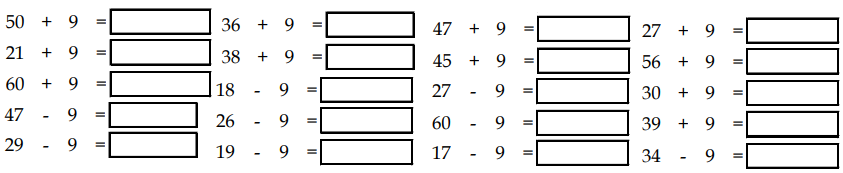 50 + 9 =
21 + 9 =
60 + 9 =
47 - 9 =
29 - 9 =
36 + 9 =
38 + 9 =
18 - 9 =
26 - 9 =
19 - 9 =
47 + 9 =
45 + 9 =
27 - 9 =
60 - 9 =
17 - 9 =
27 + 9 =
56 + 9 =
30 + 9 =
39 + 9 =
34 - 9 =